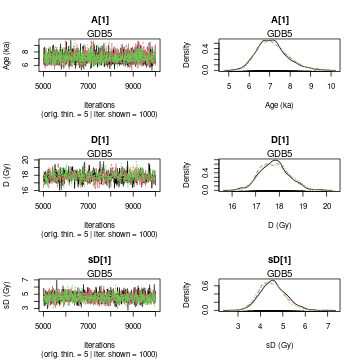 A[1]
GDB5
Age (ka)
6 8
5000 7000 9000
Iterations
(orig. thin. = 5 | iter. shown = 1000)
A[1]
GDB5
Density
0.0 0.4
5 6 7 8 9 10
Age (ka)
D[1]
GDB5
D (Gy)
16 18 20
5000 7000 9000
Iterations
(orig. thin. = 5 | iter. shown = 1000)
D[1]
GDB5
Density
0.0 0.4
16 17 18 19 20
D (Gy)
sD[1]
GDB5
sD (Gy)
3 5 7
5000 7000 9000
Iterations
(orig. thin. = 5 | iter. shown = 1000)
sD[1]
GDB5
Density
0.0 0.6
3 4 5 6 7
sD (Gy)